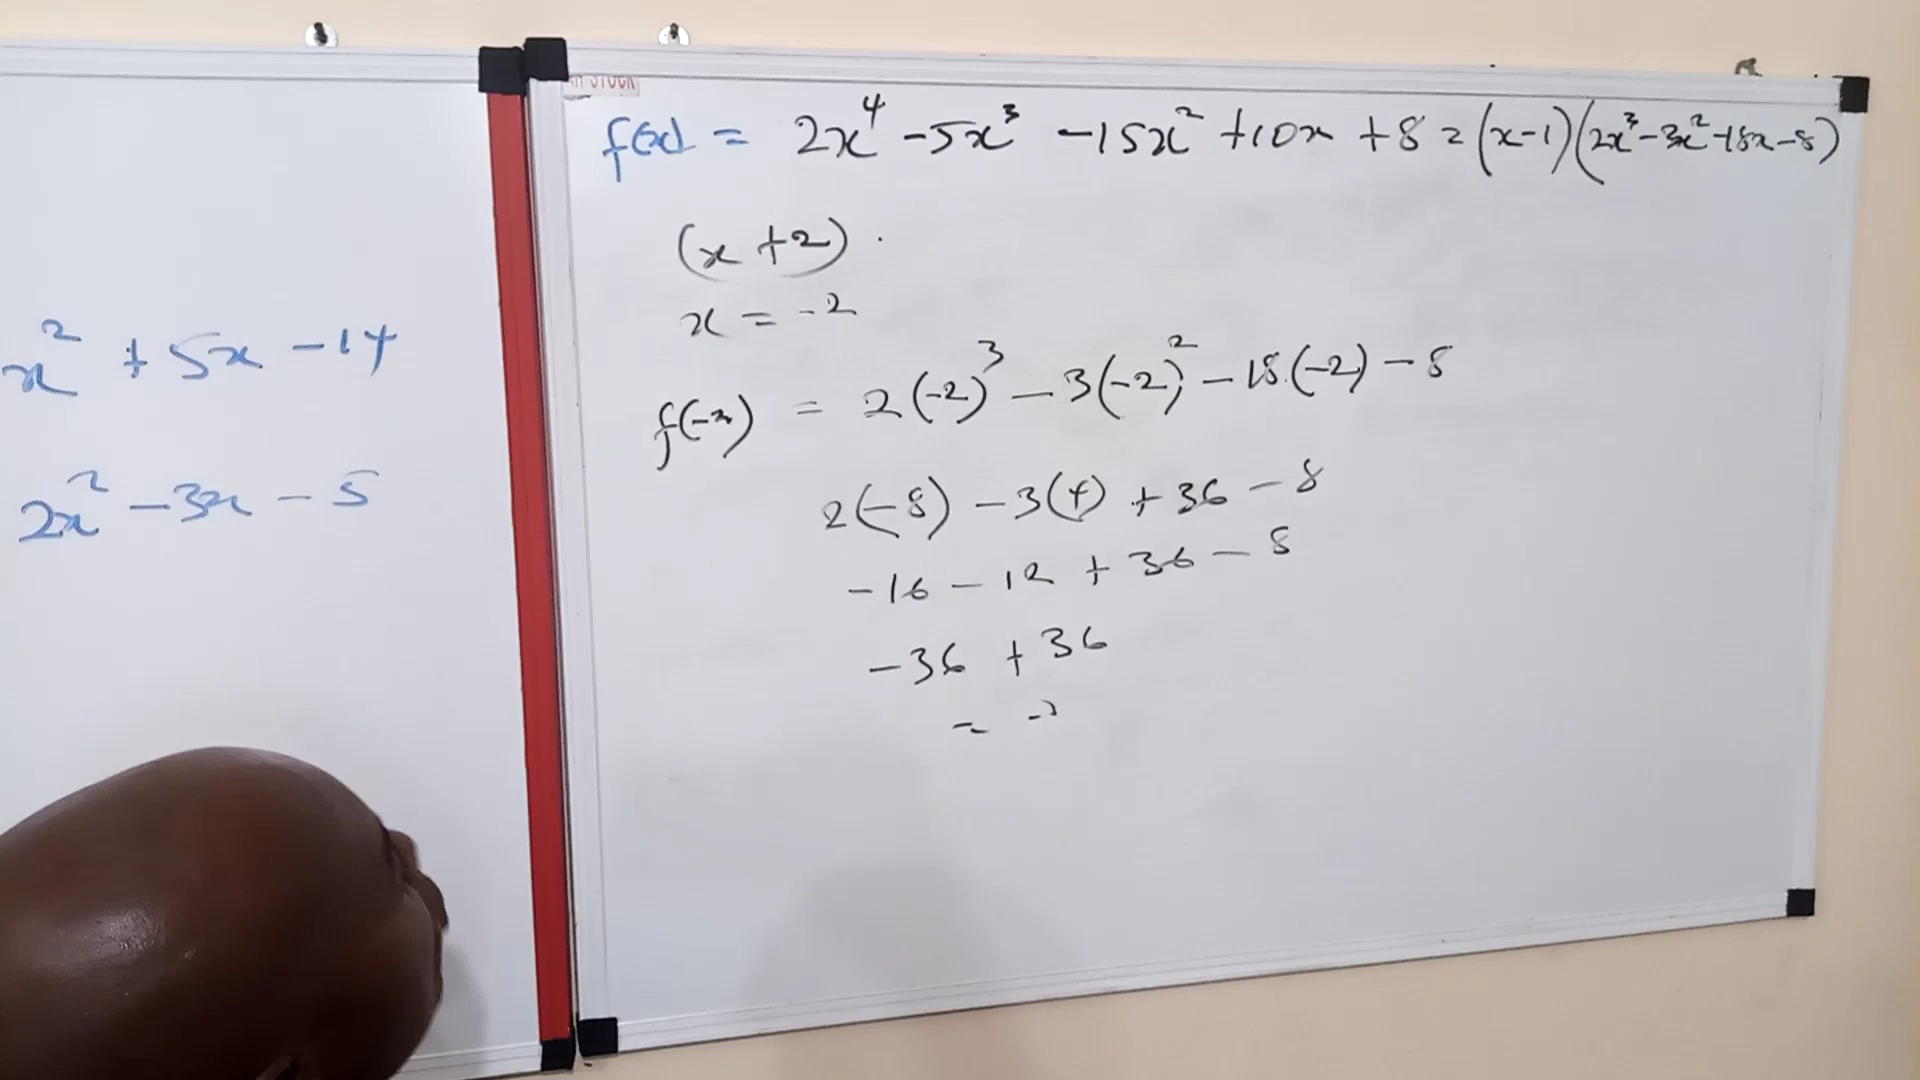 x² + 5x - 14
2x² - 3x - 5
f(x) = 2x⁴ - 5x³ - 15x² + 10x + 8 = (x-1)(2x³ - 3x² - 18x - 8)
(x + 2)
x = -2
f(-2) = 2(-2)³ - 3(-2)² - 18(-2) - 8
2(-8) - 3(4) + 36 - 8
-16 - 12 + 36 - 8
-36 + 36
=